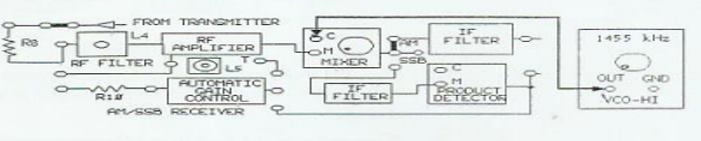 FROM TRANSMITTER
R8
L4
RF FILTER
RF AMPLIFIER
T
L5
AUTOMATIC GAIN CONTROL
R10
AM/SSB RECEIVER
C
M
MIXER
AM
SSB
IF FILTER
IF FILTER
C
M
PRODUCT DETECTOR
1455 kHz
OUT
GND
VCO-HI